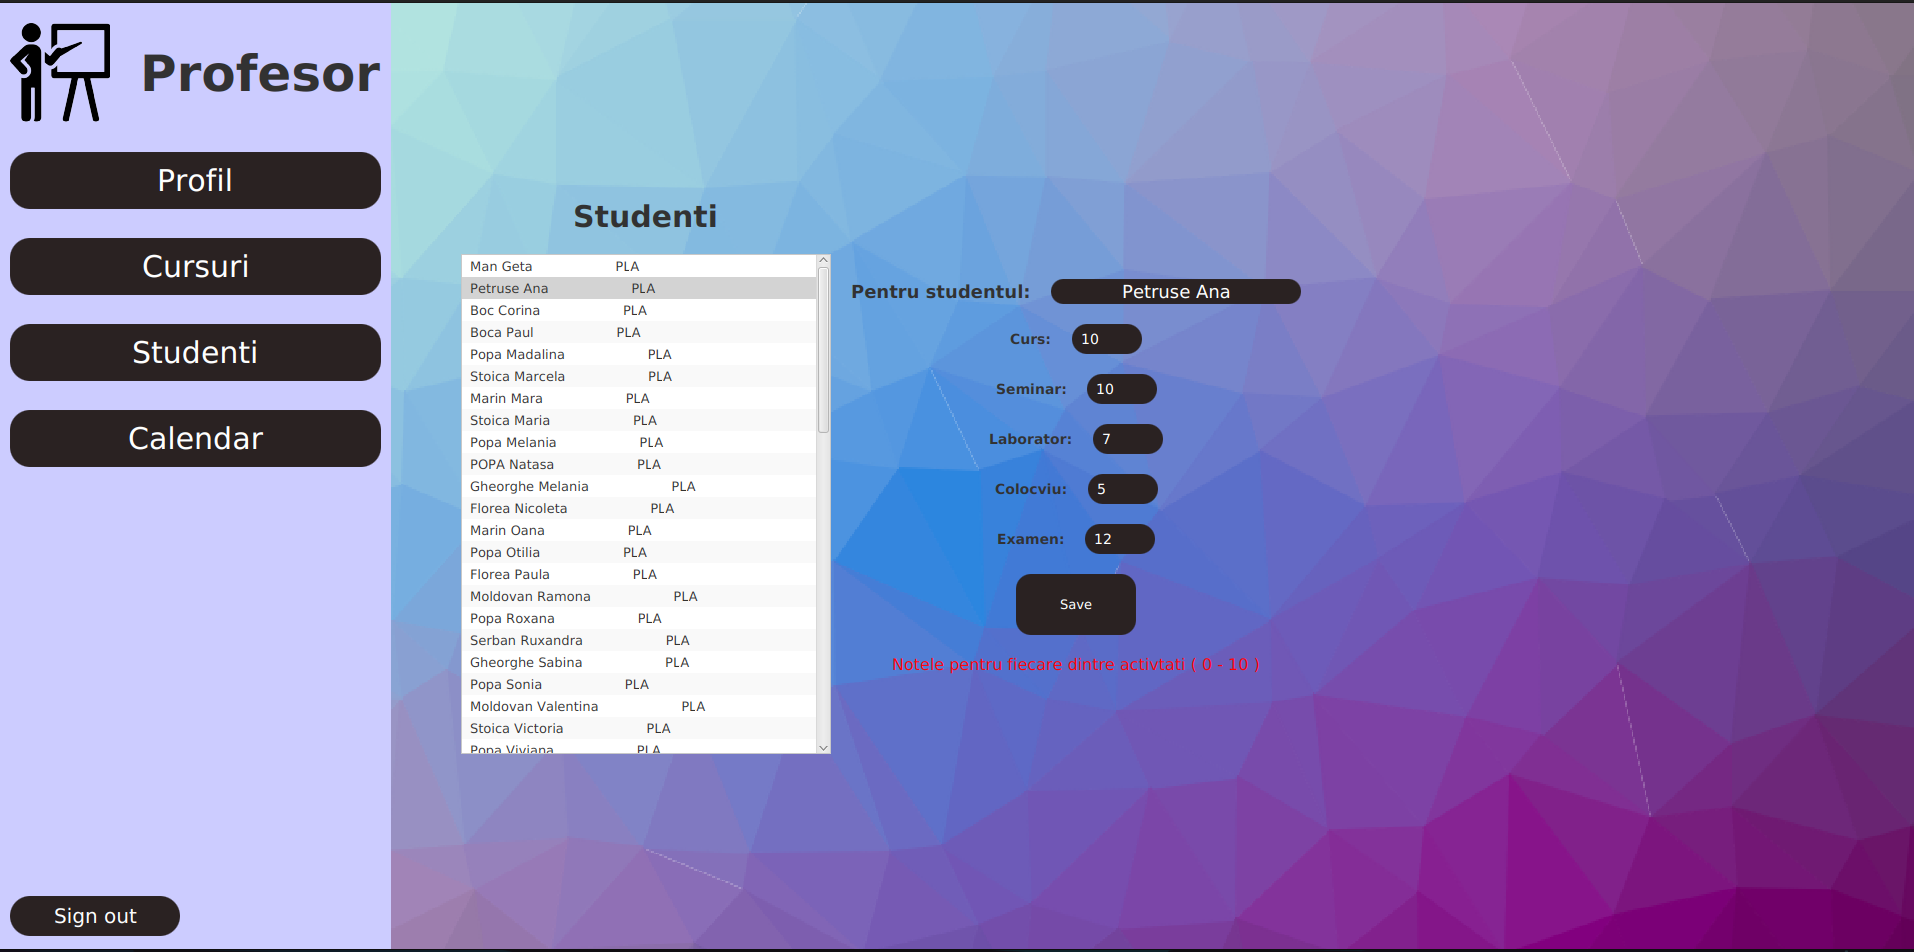 Profesor
Profil
Cursuri
Studenti
Calendar
Sign out
Studenti
Man Geta PLA
Petruse Ana PLA
Boc Corina PLA
Boca Paul PLA
Popa Madalina PLA
Stoica Marcela PLA
Marin Mara PLA
Stoica Maria PLA
Popa Melania PLA
POPA Natasa PLA
Gheorghe Melania PLA
Florea Nicoleta PLA
Marin Oana PLA
Popa Otilia PLA
Florea Paula PLA
Moldovan Ramona PLA
Popa Roxana PLA
Serban Ruxandra PLA
Gheorghe Sabina PLA
Popa Sonia PLA
Moldovan Valentina PLA
Stoica Victoria PLA
Popa Viviana PLA
Pentru studentul: Petruse Ana
Curs: 10
Seminar: 10
Laborator: 7
Colocviu: 5
Examen: 12
Save
Notele pentru fiecare dintre activtati ( 0 - 10 )